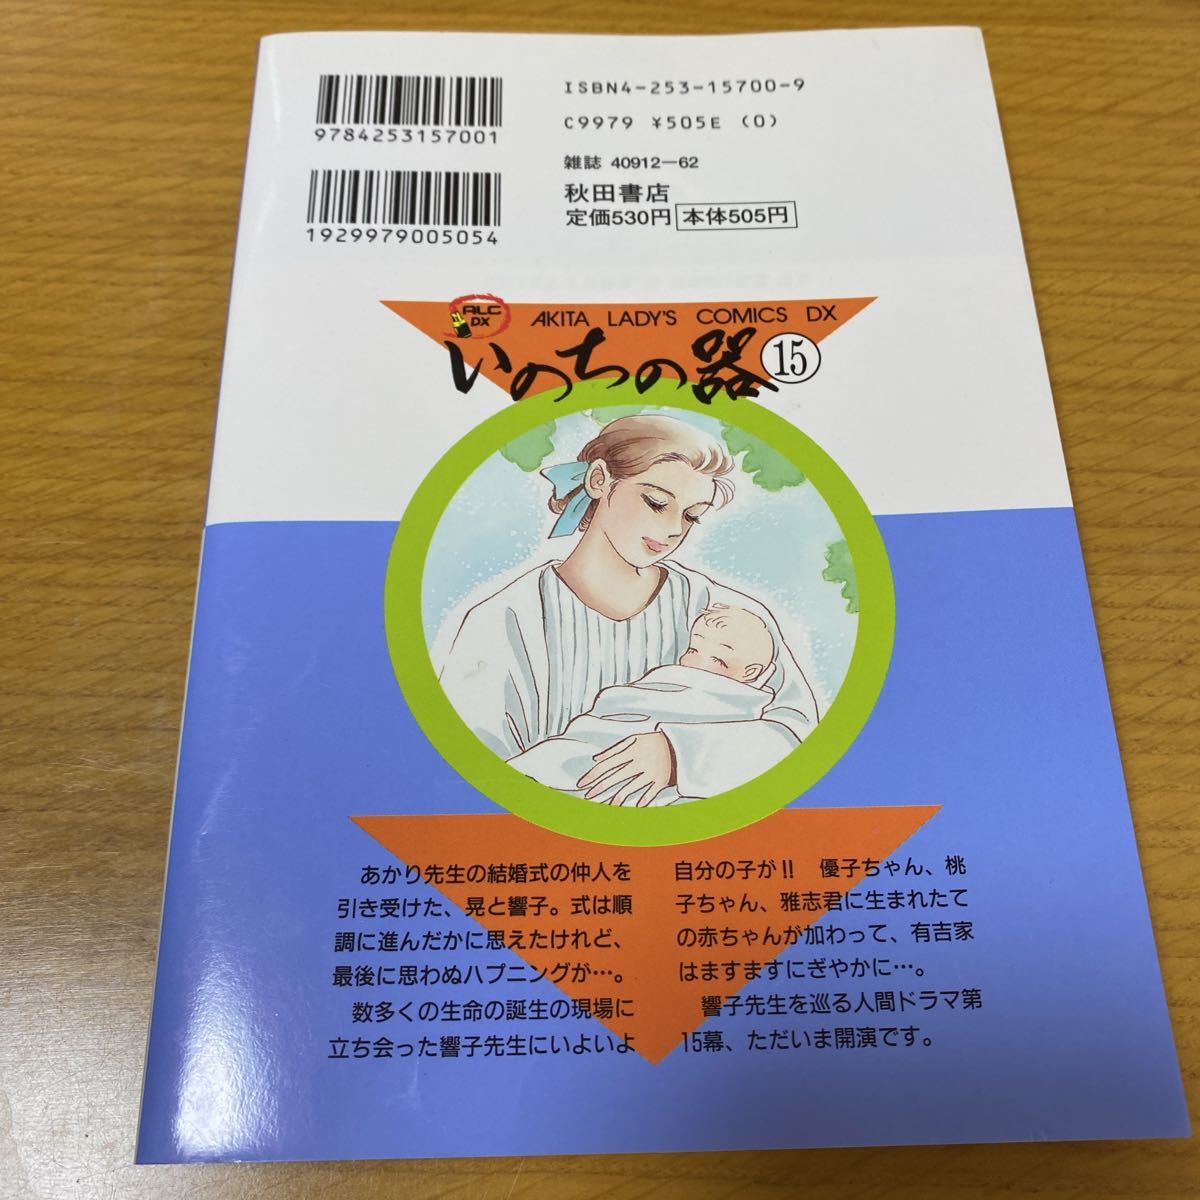 9784253157001
1929979005054
ISBN4-253-15700-9
C9979 ¥505E (0)
雑誌 40912-62
秋田書店
定価530円 本体505円
ALC
DX
AKITA LADY'S COMICS DX
いのちの器 15
あかり先生の結婚式の仲人を
引き受けた、晃と響子。式は順
調に進んだかに思えたけれど、
最後に思わぬハプニングが…。
数多くの生命の誕生の現場に
立ち会った響子先生にいよいよ
自分の子が!! 優子ちゃん、桃
子ちゃん、雅志君に生まれたて
の赤ちゃんが加わって、有吉家
はますますにぎやかに…。
響子先生を巡る人間ドラマ第
15幕、ただいま開演です。